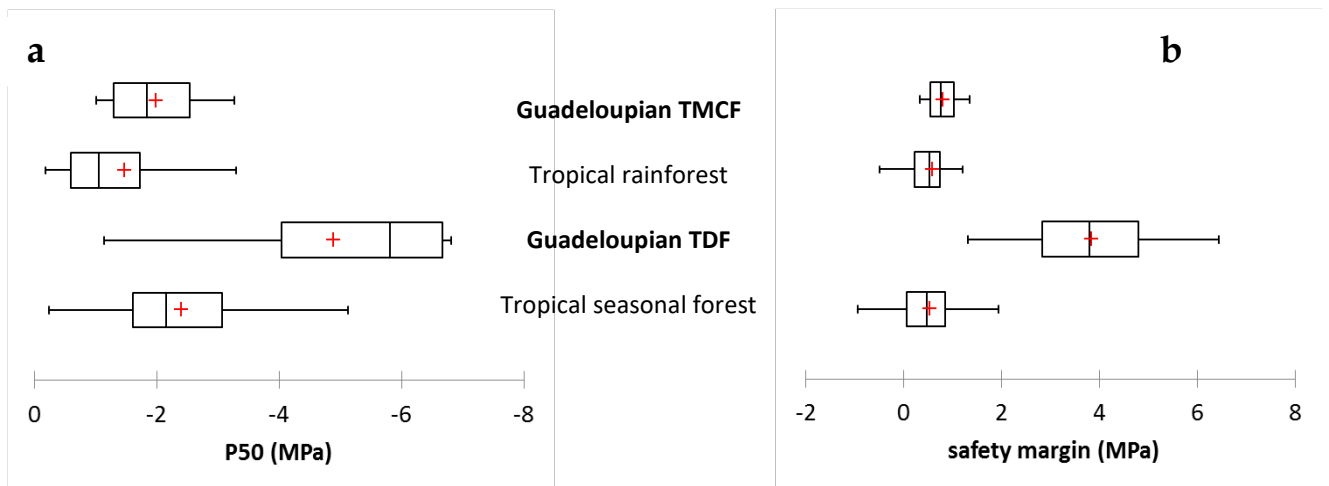 a
b
Guadeloupian TMCF
Tropical rainforest
Guadeloupian TDF
Tropical seasonal forest
0 -2 -4 -6 -8
P50 (MPa)
-2 0 2 4 6 8
safety margin (MPa)